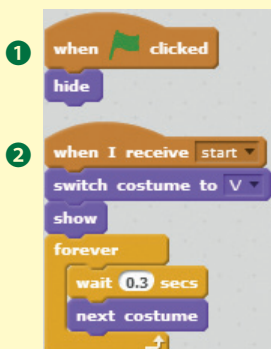 1
when clicked
hide
2
when I receive start
switch costume to V
show
forever
wait 0.3 secs
next costume